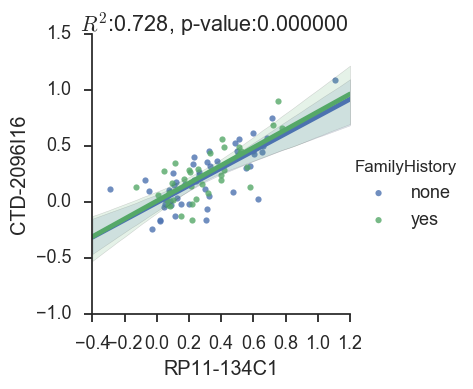 R²:0.728, p-value:0.000000
1.5
1.0
0.5
0.0
−0.5
−1.0
CTD-2096I16
−0.4 −0.2 0.0 0.2 0.4 0.6 0.8 1.0 1.2
RP11-134C1
FamilyHistory
none
yes